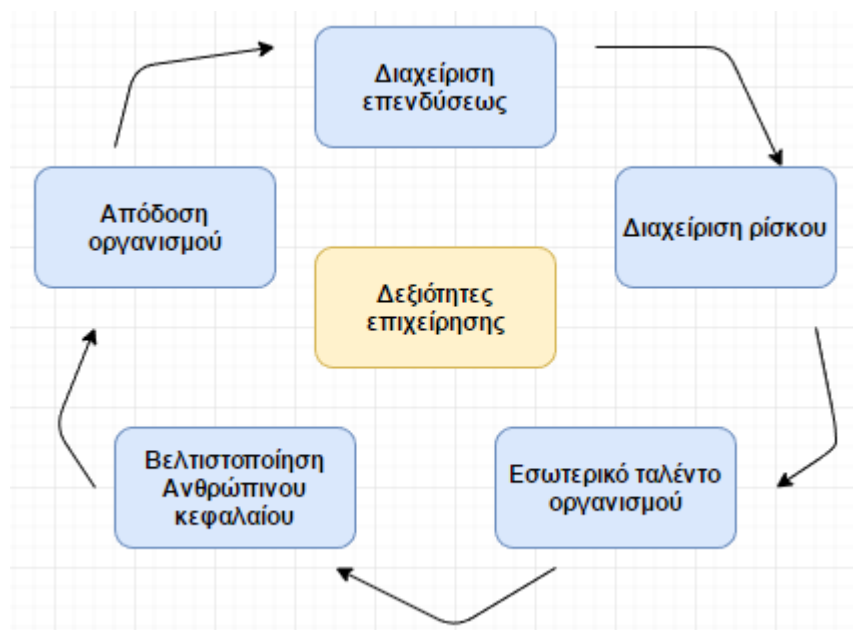 Διαχείριση
επενδύσεως
Απόδοση
οργανισμού
Διαχείριση ρίσκου
Δεξιότητες
επιχείρησης
Βελτιστοποίηση
Ανθρώπινου
κεφαλαίου
Εσωτερικό ταλέντο
οργανισμού